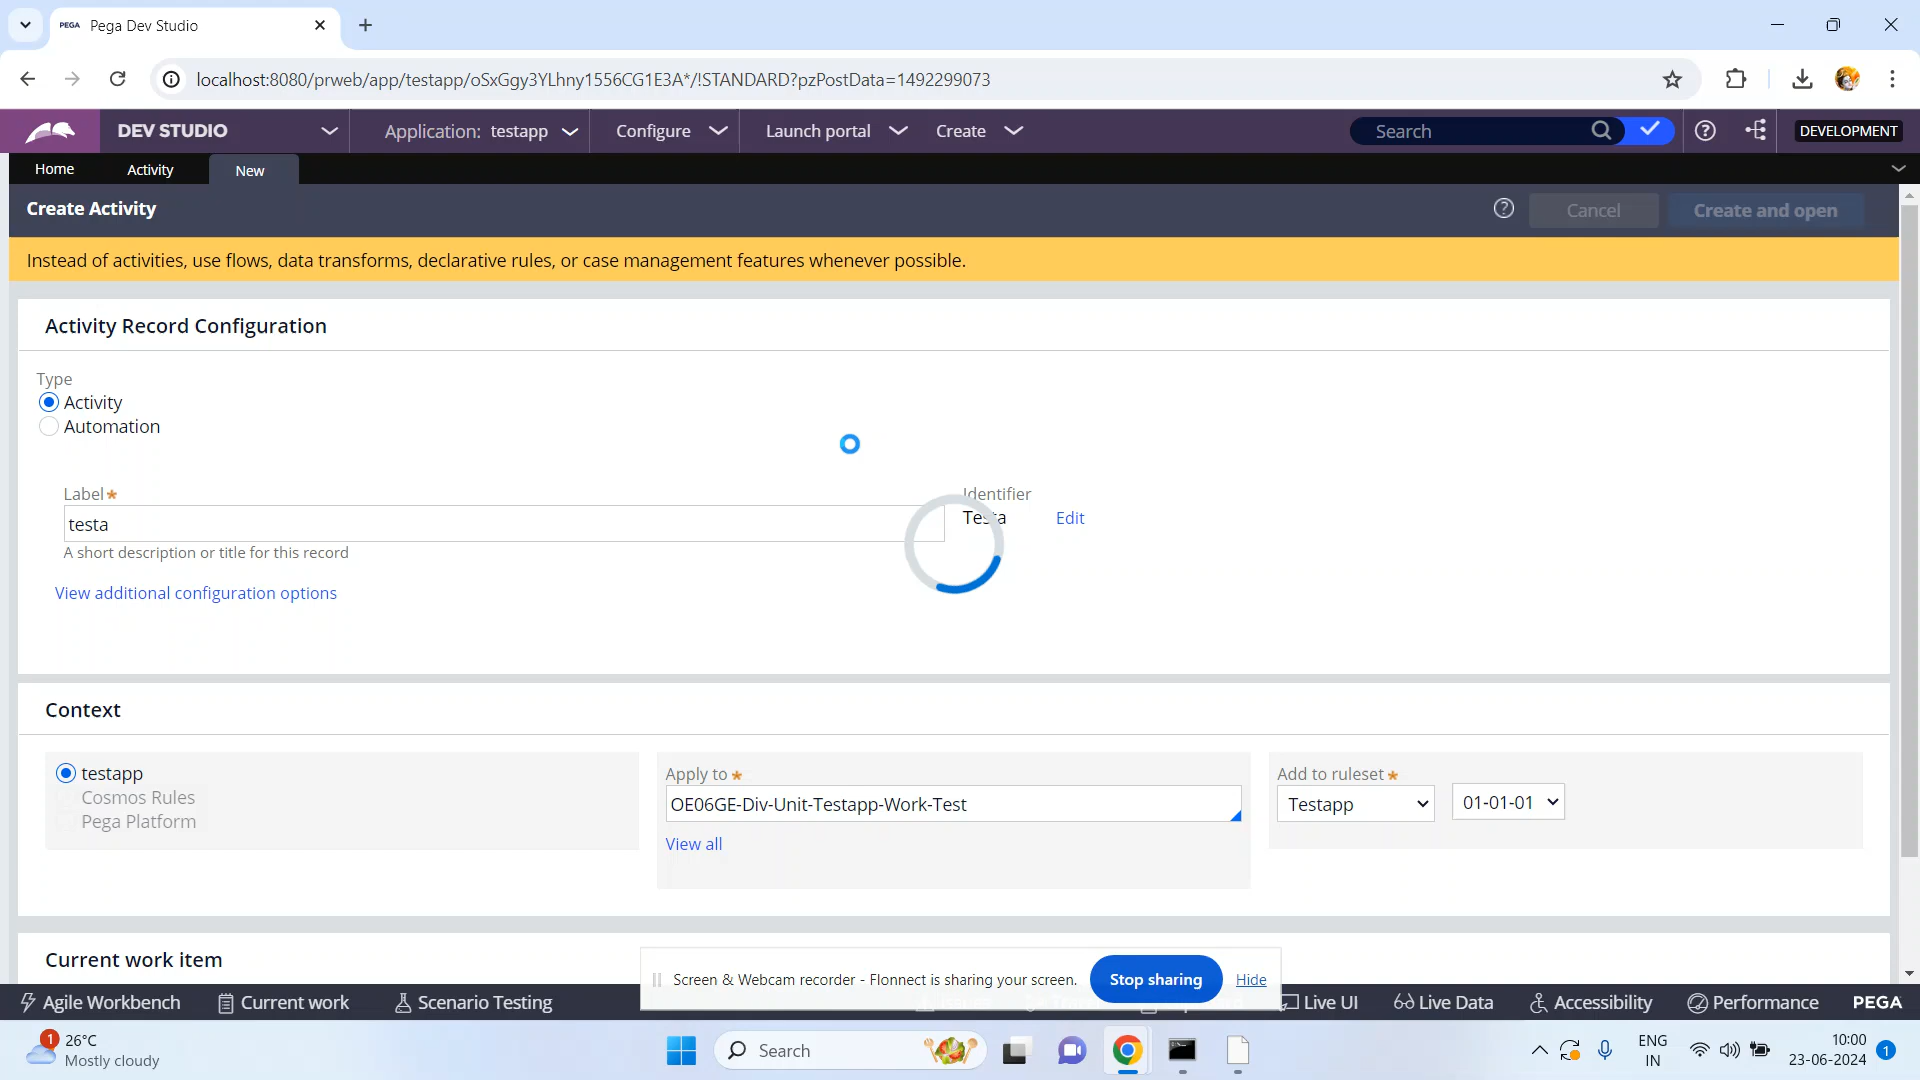 PEGA Pega Dev Studio
localhost:8080/prweb/app/testapp/oSxGgy3YLhny1556CG1E3A*/!STANDARD?pzPostData=1492299073
DEV STUDIO Application: testapp Configure Launch portal Create Search DEVELOPMENT
Home Activity New
Create Activity Cancel Create and open
Instead of activities, use flows, data transforms, declarative rules, or case management features whenever possible.
Activity Record Configuration
Type
Activity
Automation
Label* Identifier
testa Testa Edit
A short description or title for this record
View additional configuration options
Context
testapp
Cosmos Rules
Pega Platform
Apply to *
OE06GE-Div-Unit-Testapp-Work-Test
View all
Add to ruleset *
Testapp 01-01-01
Current work item
Screen & Webcam recorder - Flonnect is sharing your screen. Stop sharing Hide
Agile Workbench Current work Scenario Testing Live UI Live Data Accessibility Performance PEGA
1 26°C
Mostly cloudy
Search
ENG
IN
10:00
23-06-2024
1